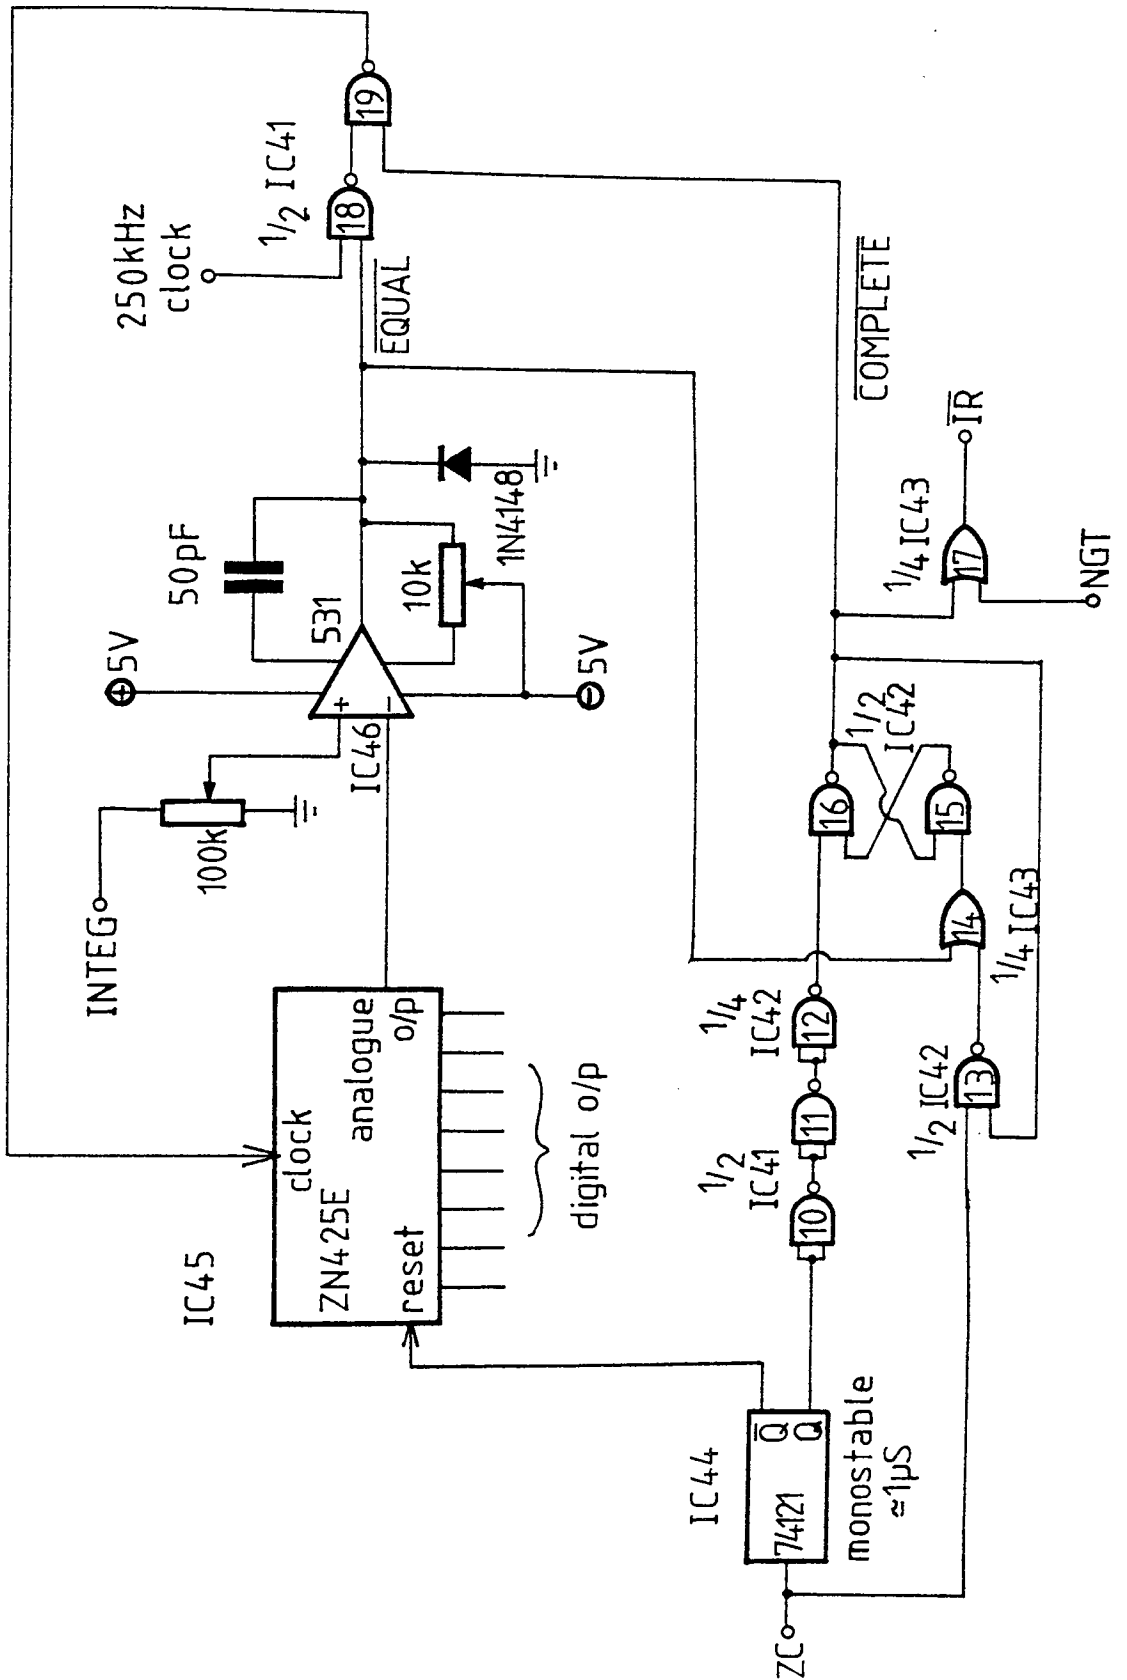 INTEG
100k
+
5V
50pF
531
+
−
IC46
10k
−
5V
1N4148
EQUAL
250kHz
clock
1/2 IC41
18
19
IC45
clock
ZN425E
analogue
o/p
reset
digital o/p
IC44
74121
Q
Q
monostable
≃1µS
ZC
1/2
IC41
10
11
1/4
IC42
12
16
1/2
IC42
15
14
1/4 IC43
1/2 IC42
13
COMPLETE
1/4 IC43
17
IR
NGT